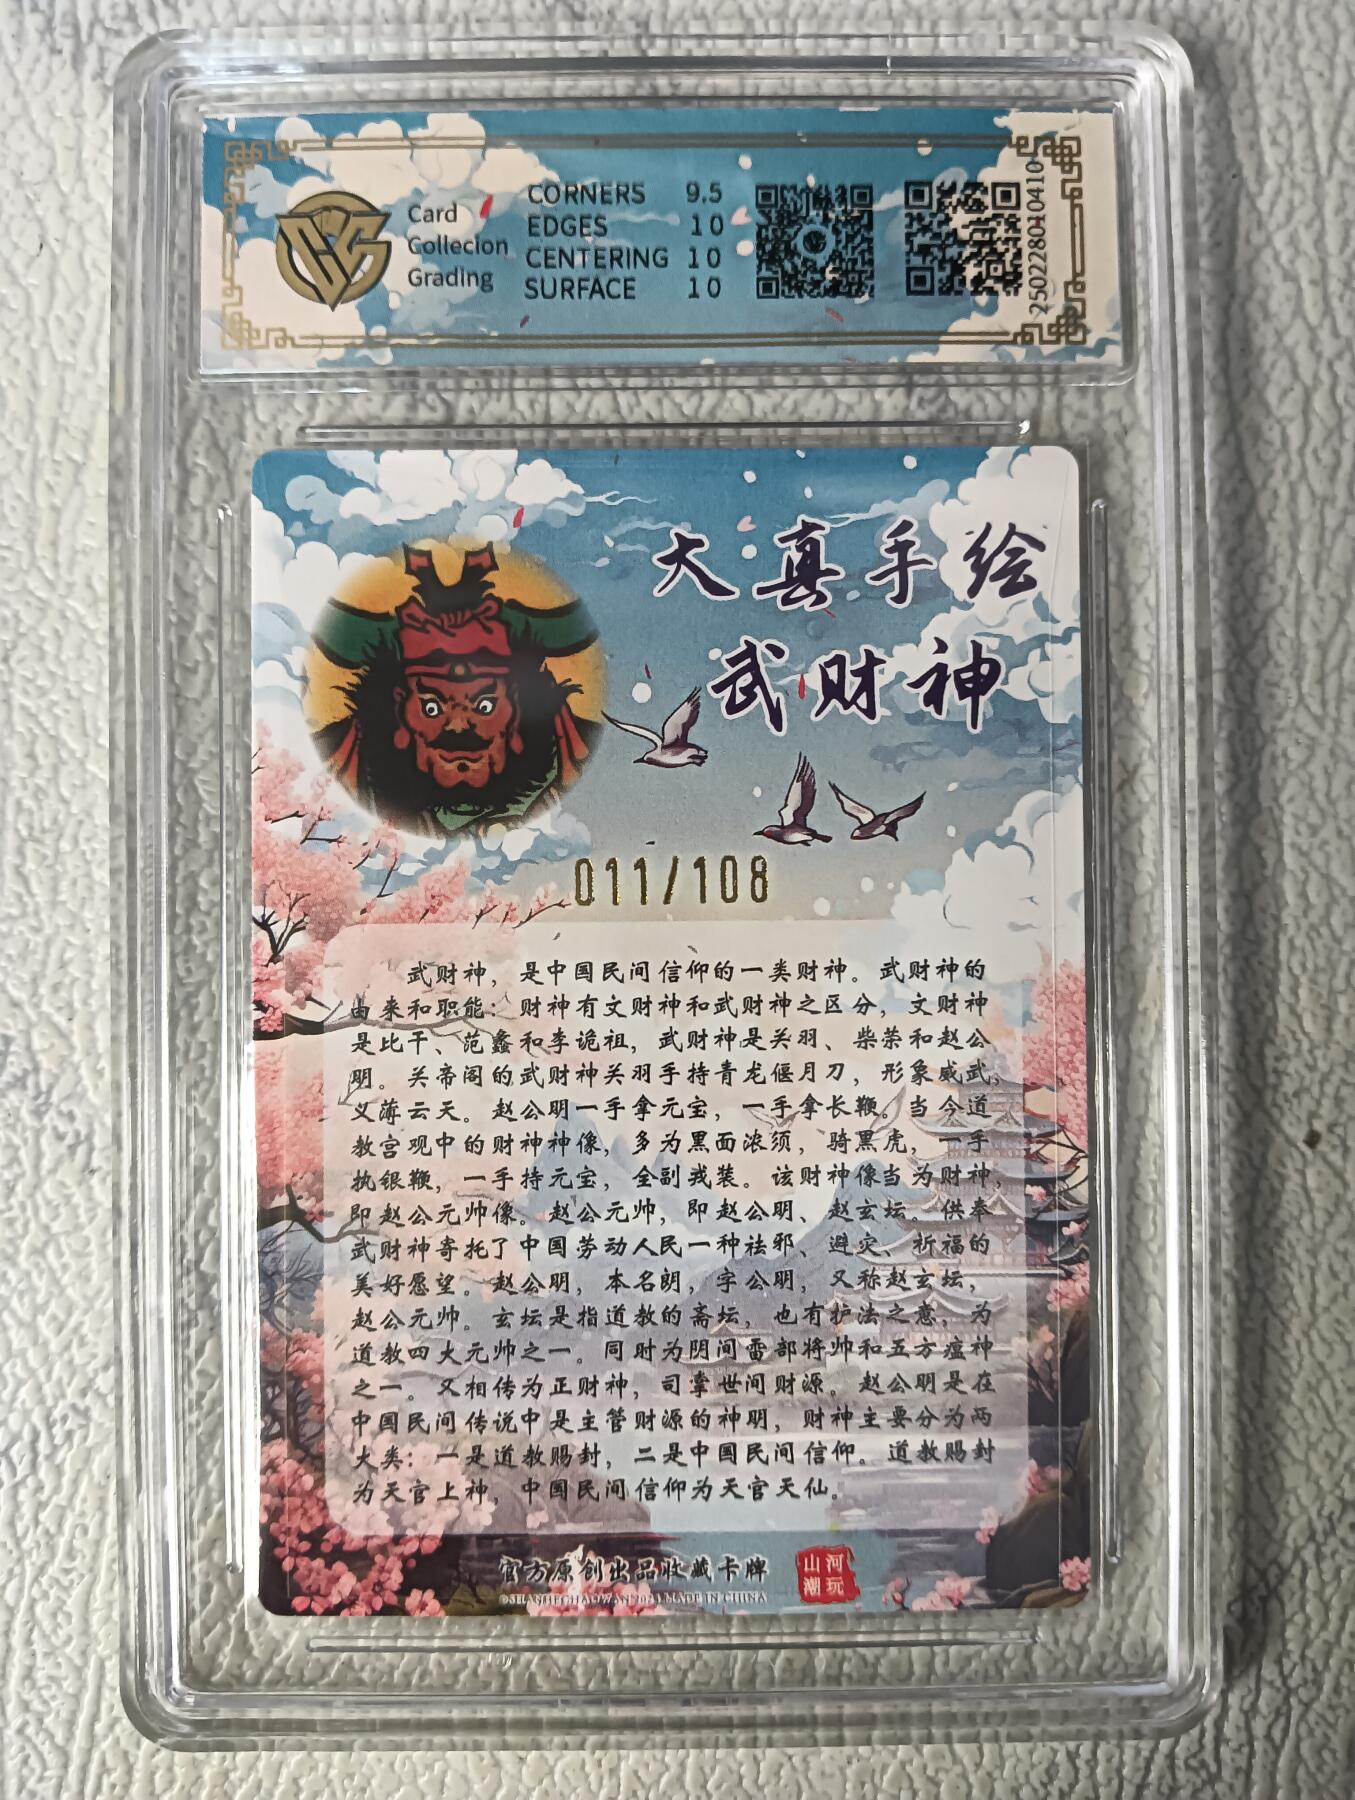 Card
Collecion
Grading
CORNERS 9.5
EDGES 10
CENTERING 10
SURFACE 10
2502280104410
大真手绘
武财神
011/108
武财神，是中国民间信仰的一类财神。武财神的
由来和职能：财神有文财神和武财神之区分，文财神
是比干、范蠡和李诡祖，武财神是关羽、柴荣和赵公
明。关帝阁的武财神关羽手持青龙偃月刀，形象威武，
义薄云天。赵公明一手拿元宝，一手拿长鞭。当今道
教宫观中的财神神像，多为黑面浓须，骑黑虎，一手
执银鞭，一手持元宝，全副戎装。该财神像当为财神，
即赵公元帅像。赵公元帅，即赵公明、赵玄坛。供奉
武财神寄托了中国劳动人民一种祛邪、避灾、祈福的
美好愿望。赵公明，本名朗，字公明，又称赵玄坛，
赵公元帅。玄坛是指道教的斋坛，也有护法之意，为
道教四大元帅之一。同时为阴间雷部将帅和五方瘟神
之一。又相传为正财神，司掌世间财源。赵公明是在
中国民间传说中是主管财源的神明，财神主要分为两
大类：一是道教赐封，二是中国民间信仰。道教赐封
为天官上神，中国民间信仰为天官天仙。
官方原创出品收藏卡牌
©SHANHECHAOWAN 2023 MADE IN CHINA
山河
潮玩